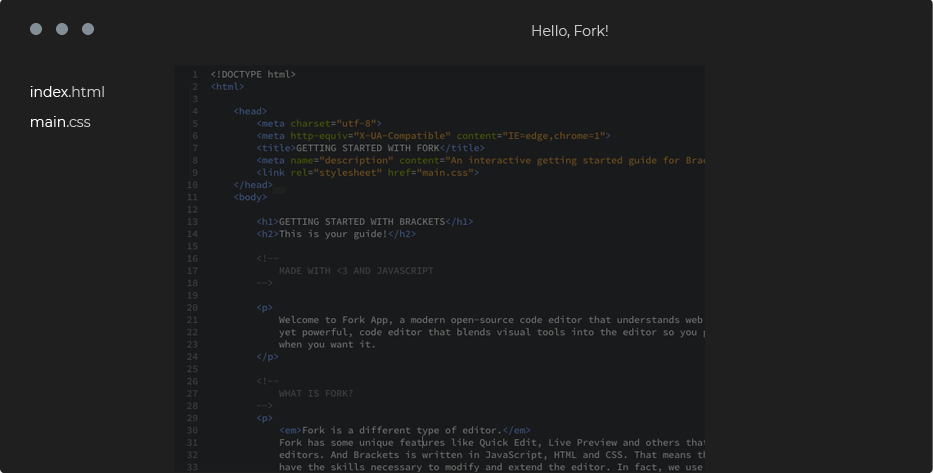 Hello, Fork!
index.html
main.css
1 <!DOCTYPE html>
2 <html>
3
4 <head>
5 <meta charset="utf-8">
6 <meta http-equiv="X-UA-Compatible" content="IE=edge,chrome=1">
7 <title>GETTING STARTED WITH FORK</title>
8 <meta name="description" content="An interactive getting started guide for Brac
9 <link rel="stylesheet" href="main.css">
10 </head>
11 <body>
12
13 <h1>GETTING STARTED WITH BRACKETS</h1>
14 <h2>This is your guide!</h2>
15
16 <!--
17 MADE WITH <3 AND JAVASCRIPT
18 -->
19
20 <p>
21 Welcome to Fork App, a modern open-source code editor that understands web
22 yet powerful, code editor that blends visual tools into the editor so you g
23 when you want it.
24 </p>
25
26 <!--
27 WHAT IS FORK?
28 -->
29 <p>
30 <em>Fork is a different type of editor.</em>
31 Fork has some unique features like Quick Edit, Live Preview and others that
32 editors. And Brackets is written in JavaScript, HTML and CSS. That means th
33 have the skills necessary to modify and extend the editor. In fact, we use